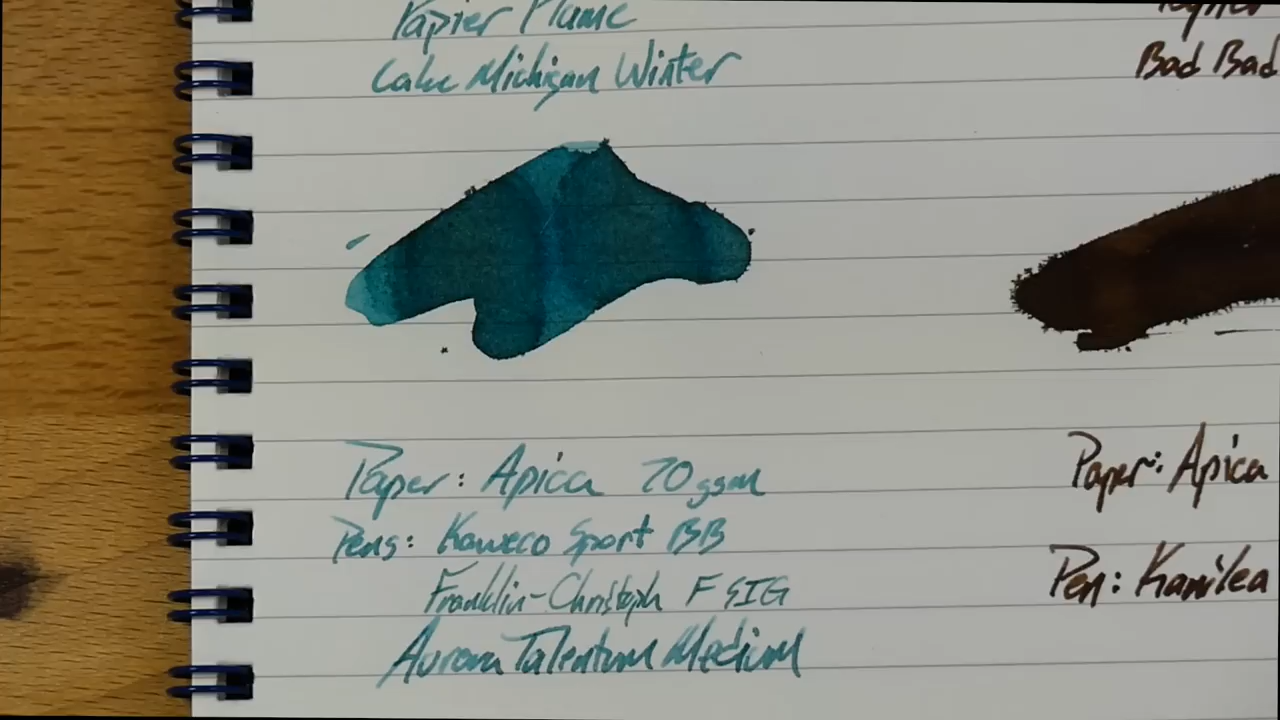 Papier Plume
Lake Michigan Winter
Bad Bad
Paper: Apica 70gsm
Pens: Kaweco Sport BB
Franklin-Christoph F SIG
Aurora Talentum Medium
Paper: Apica
Pen: Kanilea